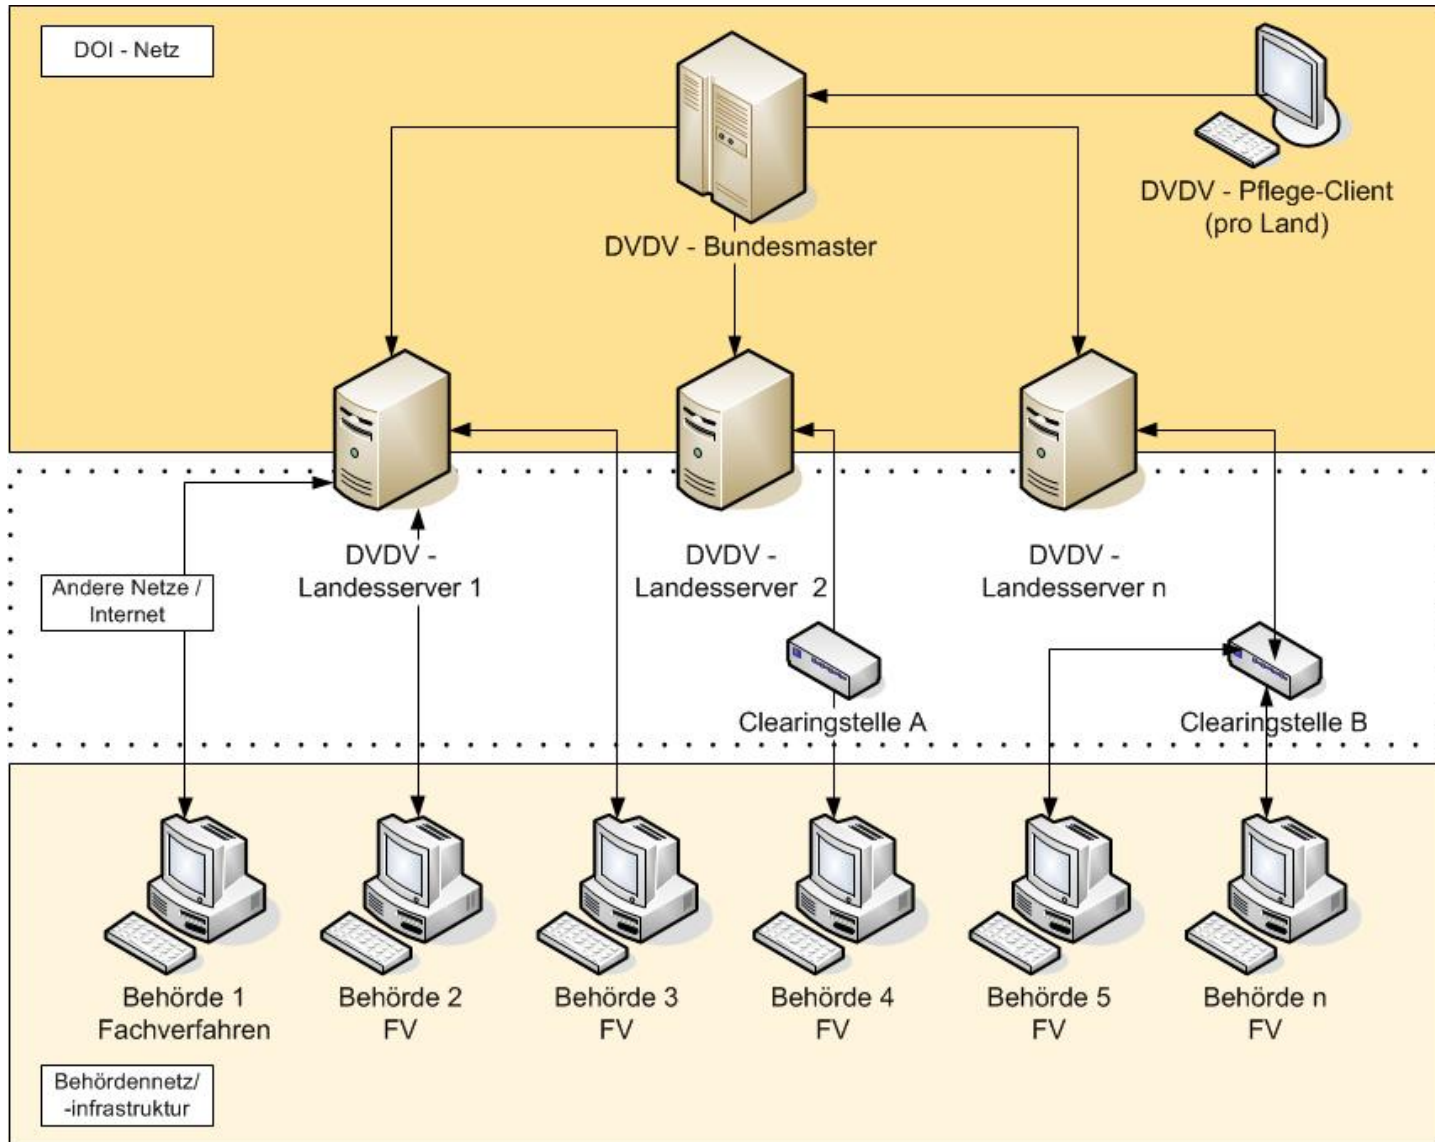 DOI - Netz
DVDV - Pflege-Client
(pro Land)
DVDV - Bundesmaster
DVDV -
Landesserver 1
DVDV -
Landesserver 2
DVDV -
Landesserver n
Andere Netze /
Internet
Clearingstelle A
Clearingstelle B
Behörde 1
Fachverfahren
Behörde 2
FV
Behörde 3
FV
Behörde 4
FV
Behörde 5
FV
Behörde n
FV
Behördennetz/
-infrastruktur